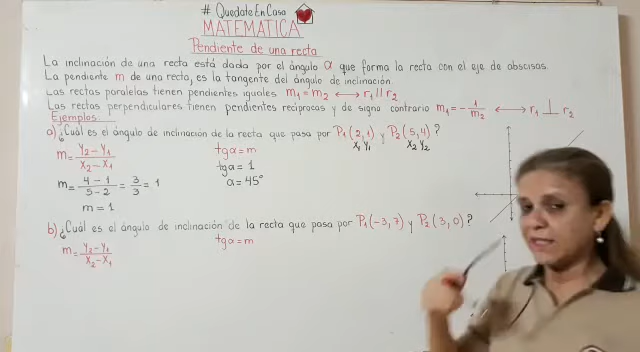 # QuedateEnCasa
MATEMATICA
Pendiente de una recta
La inclinación de una recta está dada por el ángulo α que forma la recta con el eje de abscisas.
La pendiente m de una recta, es la tangente del ángulo de inclinación.
Las rectas paralelas tienen pendientes iguales m₁=m₂ ⟷ r₁ ∥ r₂
Las rectas perpendiculares tienen pendientes recíprocas y de signo contrario m₁=-1/m₂ ⟷ r₁ ⊥ r₂
Ejemplos:
a) ¿Cuál es el ángulo de inclinación de la recta que pasa por P₁(2,1) y P₂(5,4)?
x₁ y₁ x₂ y₂
m= y₂-y₁/x₂-x₁ tgα=m
m= 4-1/5-2 = 3/3 = 1 tgα=1
α=45°
m=1
b) ¿Cuál es el ángulo de inclinación de la recta que pasa por P₁(-3,7) y P₂(3,0)?
m= y₂-y₁/x₂-x₁ tgα=m